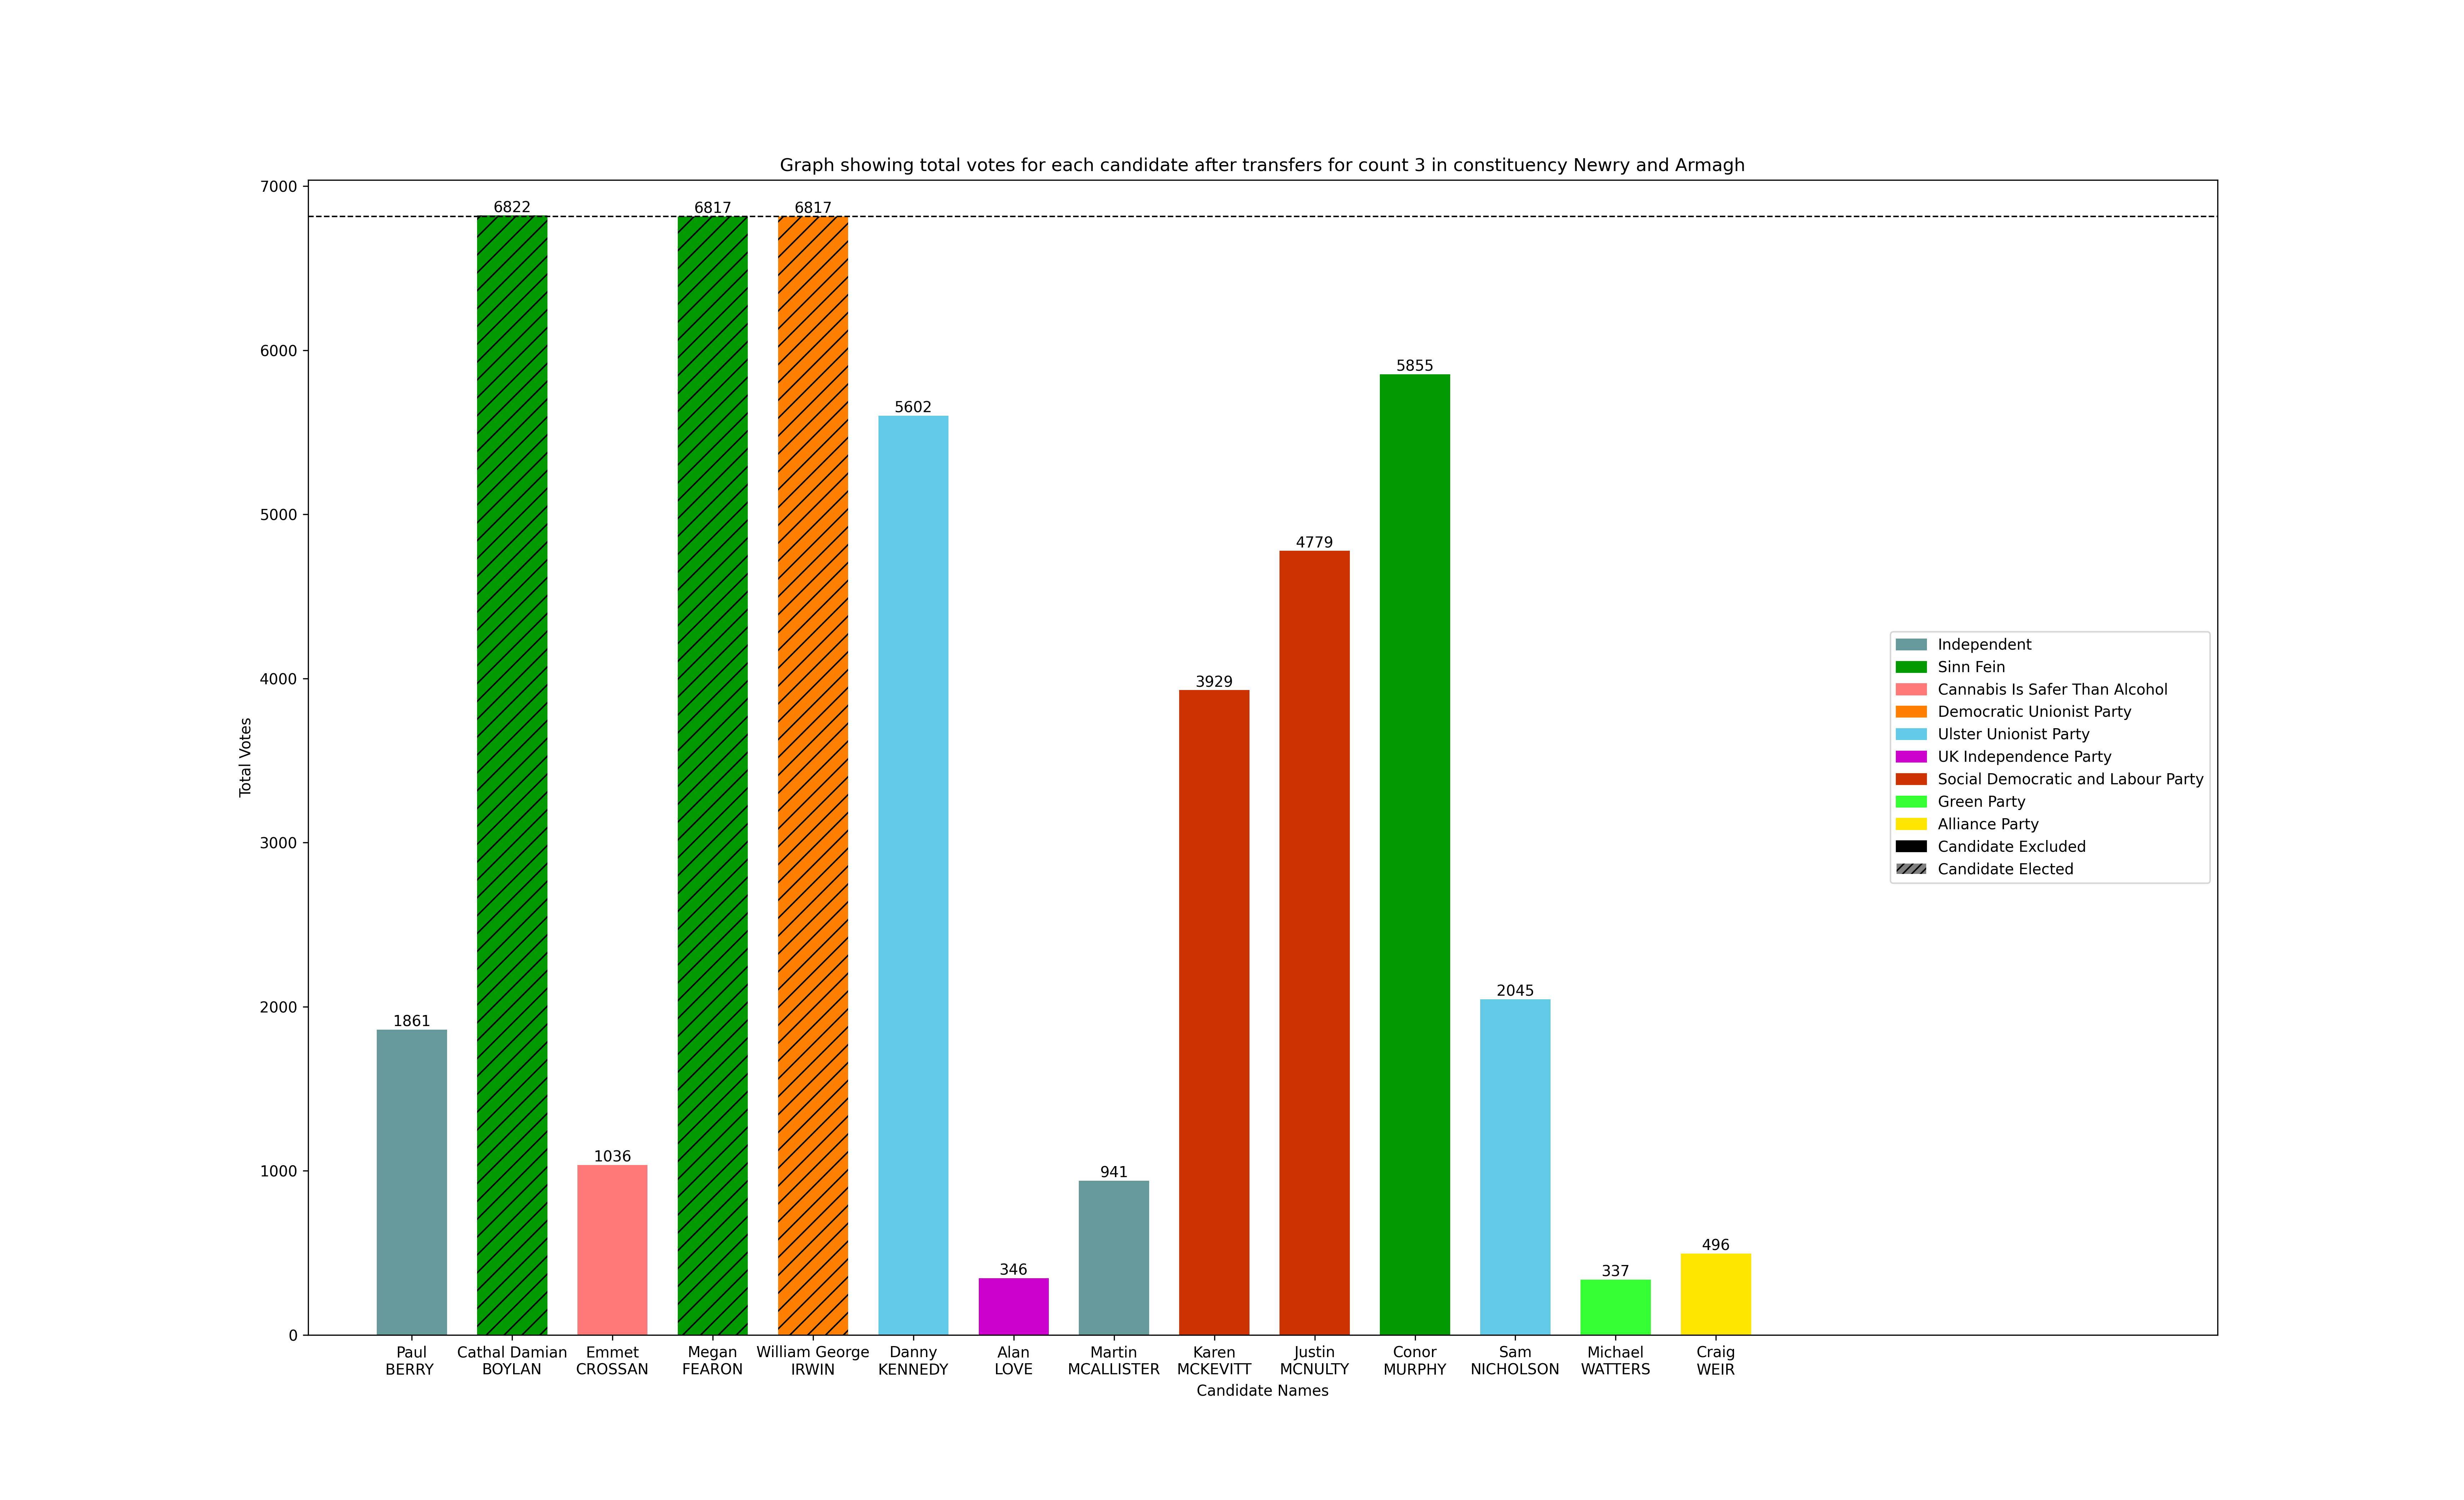 Graph showing total votes for each candidate after transfers for count 3 in constituency Newry and Armagh
Total Votes
7000
6000
5000
4000
3000
2000
1000
0
1861
6822
1036
6817
6817
5602
346
941
3929
4779
5855
2045
337
496
Paul
BERRY
Cathal Damian
BOYLAN
Emmet
CROSSAN
Megan
FEARON
William George
IRWIN
Danny
KENNEDY
Alan
LOVE
Martin
MCALLISTER
Karen
MCKEVITT
Justin
MCNULTY
Conor
MURPHY
Sam
NICHOLSON
Michael
WATTERS
Craig
WEIR
Candidate Names
Independent
Sinn Fein
Cannabis Is Safer Than Alcohol
Democratic Unionist Party
Ulster Unionist Party
UK Independence Party
Social Democratic and Labour Party
Green Party
Alliance Party
Candidate Excluded
Candidate Elected